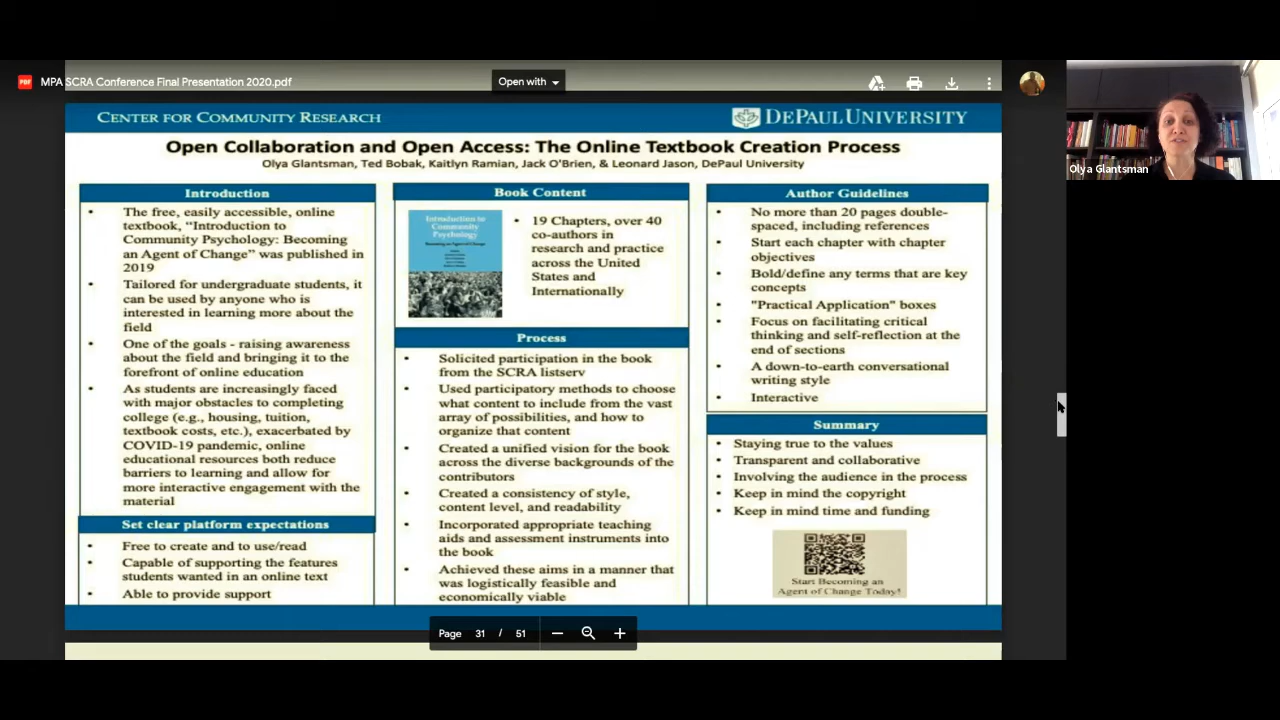 MPA SCRA Conference Final Presentation 2020.pdf
Open with
CENTER FOR COMMUNITY RESEARCH
DEPAUL UNIVERSITY
Open Collaboration and Open Access: The Online Textbook Creation Process
Olya Glantsman, Ted Bobak, Kaitlyn Ramian, Jack O'Brien, & Leonard Jason, DePaul University
Introduction
• The free, easily accessible, online
textbook, "Introduction to
Community Psychology: Becoming
an Agent of Change" was published in
2019
• Tailored for undergraduate students, it
can be used by anyone who is
interested in learning more about the
field
• One of the goals - raising awareness
about the field and bringing it to the
forefront of online education
• As students are increasingly faced
with major obstacles to completing
college (e.g., housing, tuition,
textbook costs, etc.), exacerbated by
COVID-19 pandemic, online
educational resources both reduce
barriers to learning and allow for
more interactive engagement with the
material
Set clear platform expectations
• Free to create and to use/read
• Capable of supporting the features
students wanted in an online text
• Able to provide support
Book Content
Introduction to
Community Psychology
• 19 Chapters, over 40
co-authors in
research and practice
across the United
States and
Internationally
Process
• Solicited participation in the book
from the SCRA listserv
• Used participatory methods to choose
what content to include from the vast
array of possibilities, and how to
organize that content
• Created a unified vision for the book
across the diverse backgrounds of the
contributors
• Created a consistency of style,
content level, and readability
• Incorporated appropriate teaching
aids and assessment instruments into
the book
• Achieved these aims in a manner that
was logistically feasible and
economically viable
Author Guidelines
• No more than 20 pages double-
spaced, including references
• Start each chapter with chapter
objectives
• Bold/define any terms that are key
concepts
• "Practical Application" boxes
• Focus on facilitating critical
thinking and self-reflection at the
end of sections
• A down-to-earth conversational
writing style
• Interactive
Summary
• Staying true to the values
• Transparent and collaborative
• Involving the audience in the process
• Keep in mind the copyright
• Keep in mind time and funding
Start Becoming an
Agent of Change Today!
Page 31 / 51
Olya Glantsman